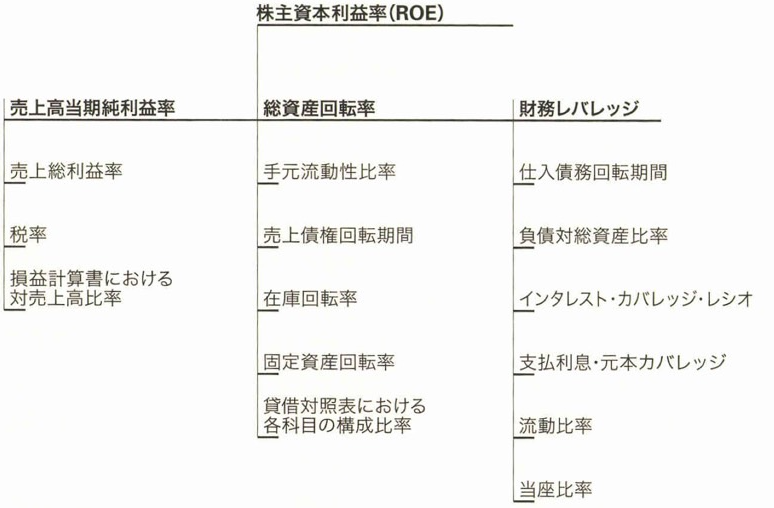 株主資本利益率(ROE)
売上高当期純利益率
総資産回転率
財務レバレッジ
売上総利益率
手元流動性比率
仕入債務回転期間
税率
売上債権回転期間
負債対総資産比率
損益計算書における
対売上高比率
在庫回転率
インタレスト・カバレッジ・レシオ
固定資産回転率
支払利息・元本カバレッジ
貸借対照表における
各科目の構成比率
流動比率
当座比率